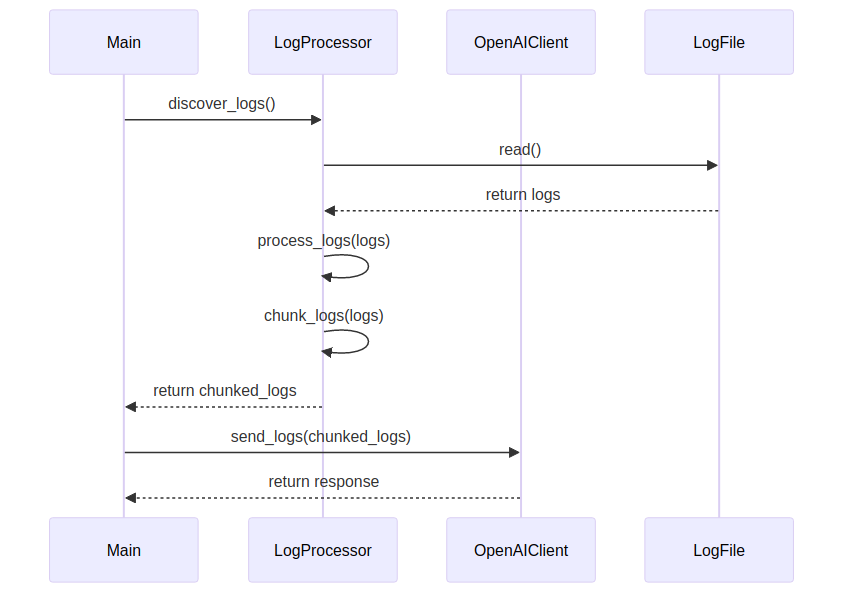 Main
LogProcessor
OpenAIClient
LogFile
discover_logs()
read()
return logs
process_logs(logs)
chunk_logs(logs)
return chunked_logs
send_logs(chunked_logs)
return response
Main
LogProcessor
OpenAIClient
LogFile